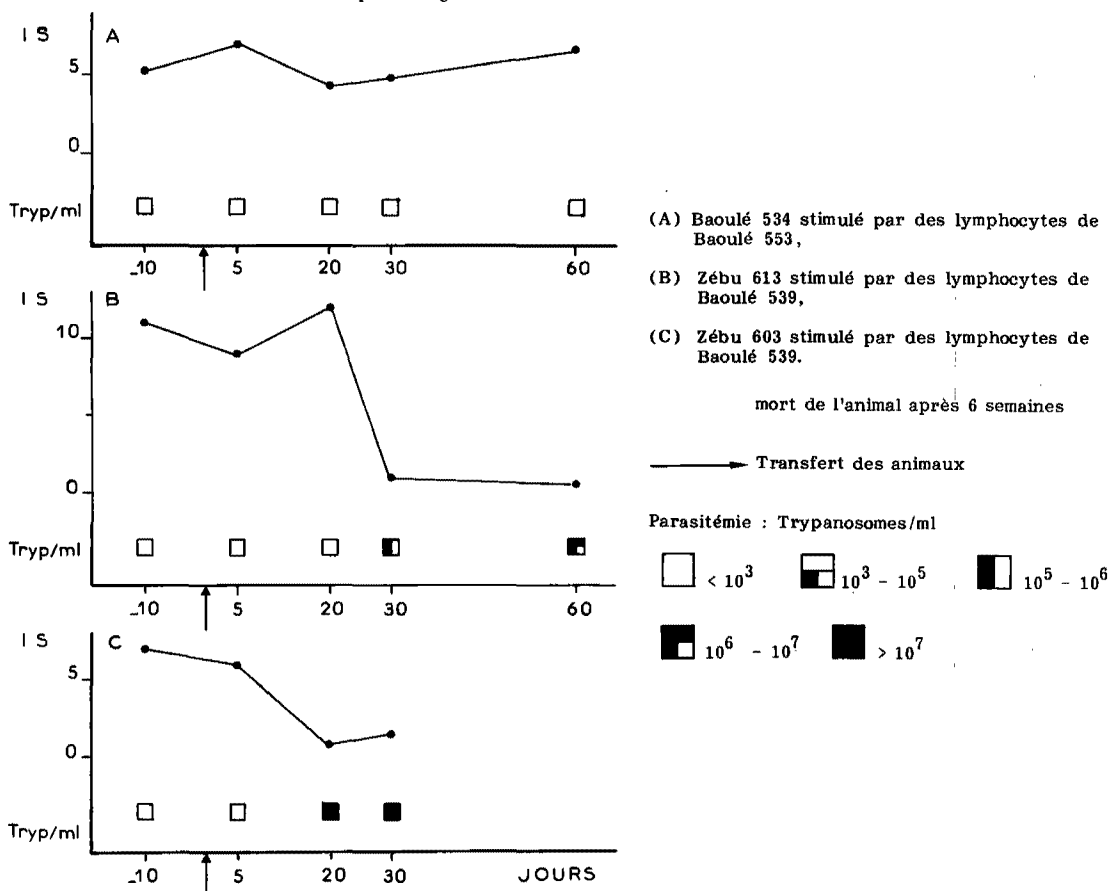 I S A
5
0
Tryp/ml
-10 5 20 30 60
I S B
10
0
Tryp/ml
-10 5 20 30 60
I S C
5
0
Tryp/ml
-10 5 20 30 JOURS
(A) Baoulé 534 stimulé par des lymphocytes de
Baoulé 553,
(B) Zébu 613 stimulé par des lymphocytes de
Baoulé 539,
(C) Zébu 603 stimulé par des lymphocytes de
Baoulé 539.
mort de l'animal après 6 semaines
Transfert des animaux
Parasitémie : Trypanosomes/ml
< 10³ 10³ - 10⁵ 10⁵ - 10⁶
10⁶ - 10⁷ > 10⁷